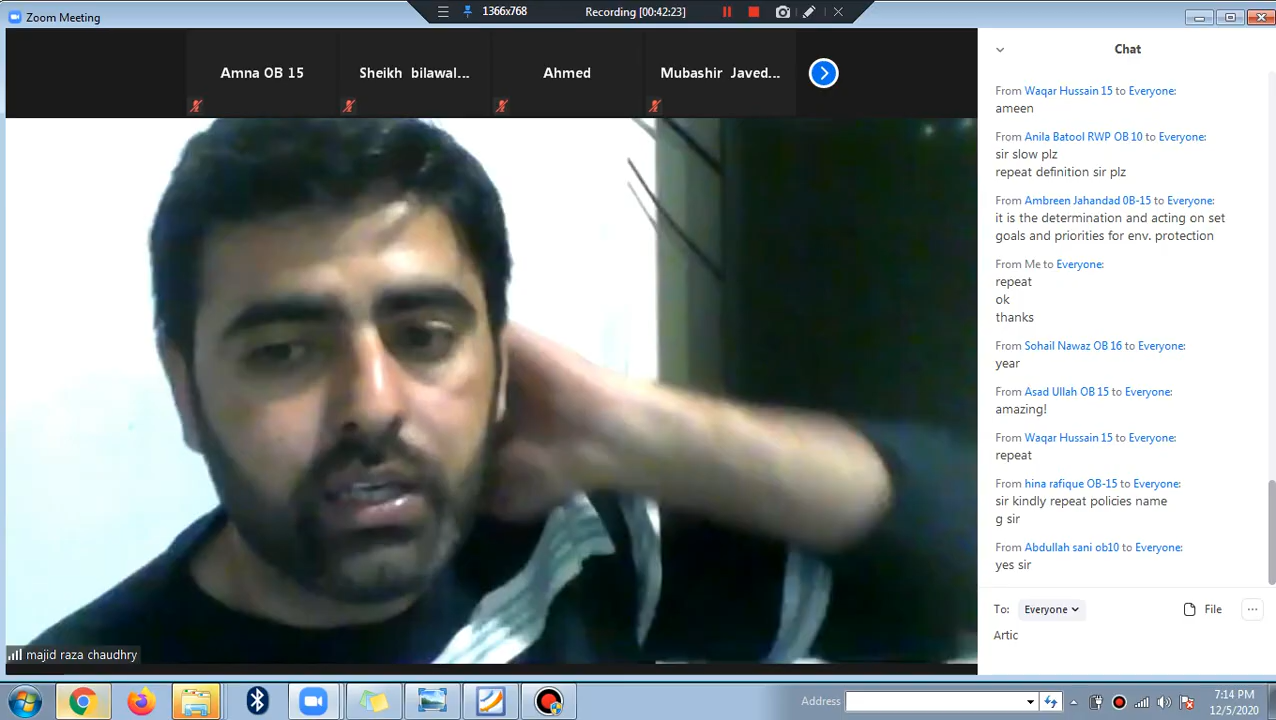 1366x768
Recording [00:42:23]
Zoom Meeting
Amna OB 15
Sheikh bilawal...
Ahmed
Mubashir Javed...
Chat
From Waqar Hussain 15 to Everyone:
ameen
From Anila Batool RWP OB 10 to Everyone:
sir slow plz
repeat definition sir plz
From Ambreen Jahandad 0B-15 to Everyone:
it is the determination and acting on set
goals and priorities for env. protection
From Me to Everyone:
repeat
ok
thanks
From Sohail Nawaz OB 16 to Everyone:
year
From Asad Ullah OB 15 to Everyone:
amazing!
From Waqar Hussain 15 to Everyone:
repeat
From hina rafique OB-15 to Everyone:
sir kindly repeat policies name
g sir
From Abdullah sani ob10 to Everyone:
yes sir
To: Everyone File ...
Artic
majid raza chaudhry
Address
7:14 PM
12/5/2020